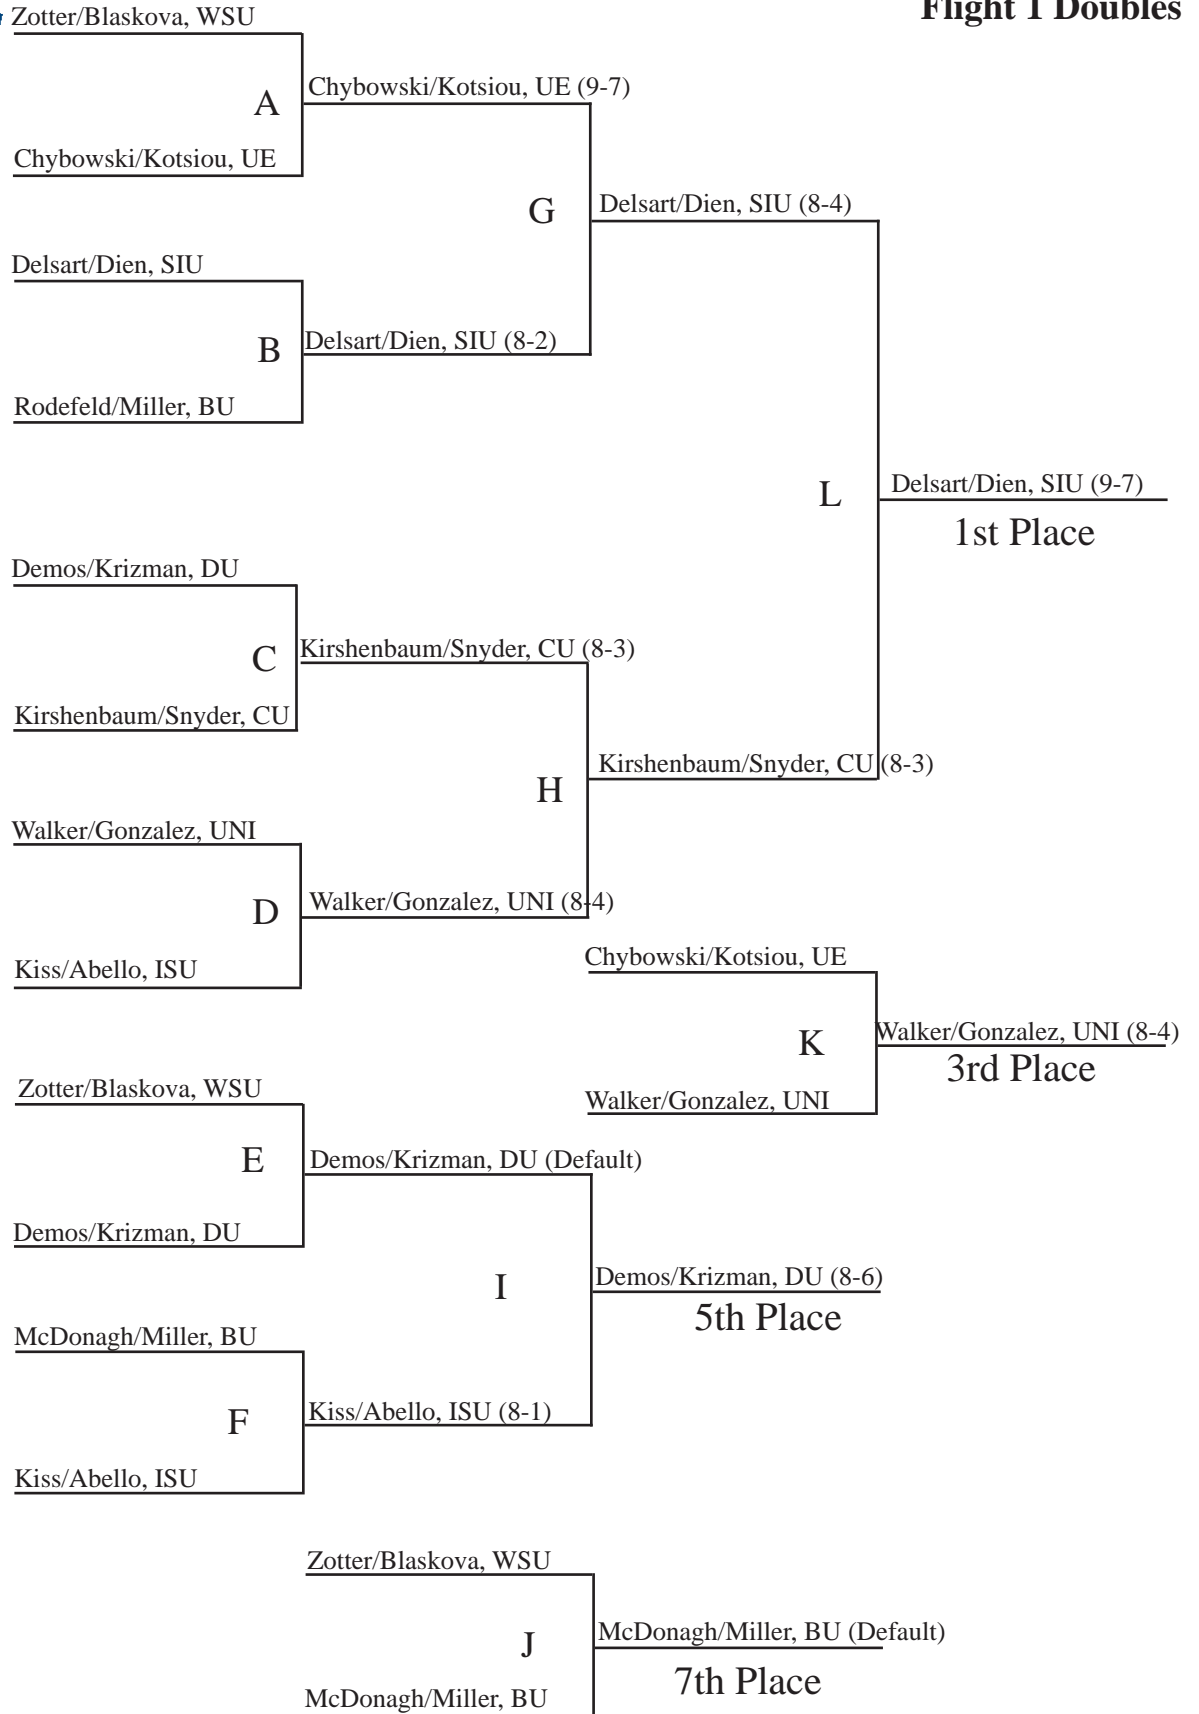 Flight 1 Doubles
Zotter/Blaskova, WSU
A
Chybowski/Kotsiou, UE (9-7)
Chybowski/Kotsiou, UE
G
Delsart/Dien, SIU (8-4)
Delsart/Dien, SIU
B
Delsart/Dien, SIU (8-2)
Rodefeld/Miller, BU
L
Delsart/Dien, SIU (9-7)
1st Place
Demos/Krizman, DU
C
Kirshenbaum/Snyder, CU (8-3)
Kirshenbaum/Snyder, CU
H
Kirshenbaum/Snyder, CU (8-3)
Walker/Gonzalez, UNI
D
Walker/Gonzalez, UNI (8-4)
Kiss/Abello, ISU
Chybowski/Kotsiou, UE
K
Walker/Gonzalez, UNI (8-4)
3rd Place
Walker/Gonzalez, UNI
Zotter/Blaskova, WSU
E
Demos/Krizman, DU (Default)
Demos/Krizman, DU
I
Demos/Krizman, DU (8-6)
5th Place
McDonagh/Miller, BU
F
Kiss/Abello, ISU (8-1)
Kiss/Abello, ISU
Zotter/Blaskova, WSU
J
McDonagh/Miller, BU (Default)
7th Place
McDonagh/Miller, BU